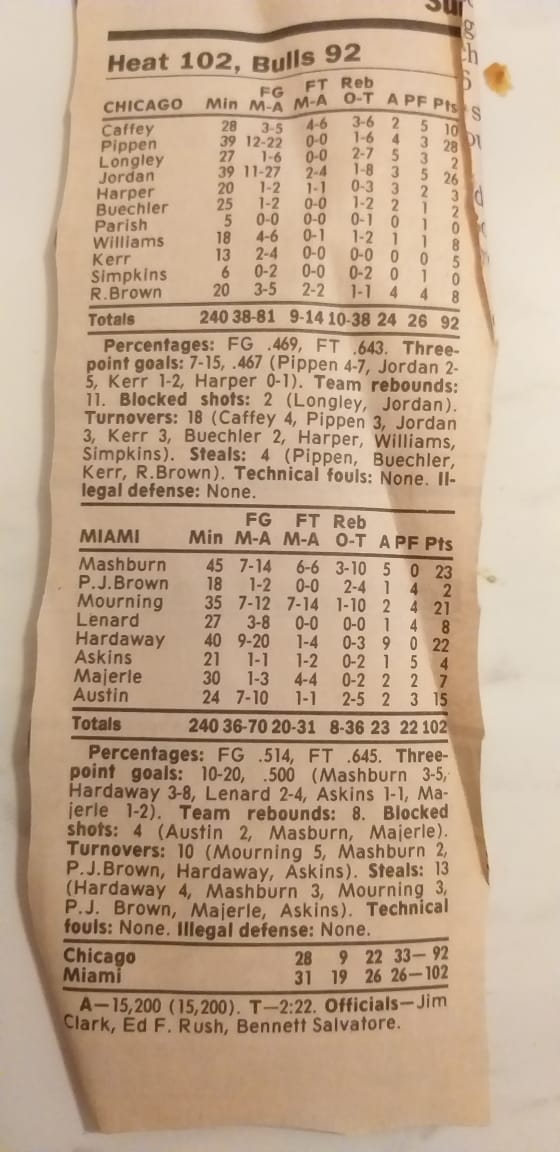 Heat 102, Bulls 92
FG FT Reb
CHICAGO Min M-A M-A O-T A PF Pts
Caffey 28 3-5 4-6 3-6 2 5 10
Pippen 39 12-22 0-0 1-6 4 3 28
Longley 27 1-6 0-0 2-7 5 3 2
Jordan 39 11-27 2-4 1-8 3 5 26
Harper 20 1-2 1-1 0-3 3 2 3
Buechler 25 1-2 0-0 1-2 2 1 2
Parish 5 0-0 0-0 0-1 0 1 0
Williams 18 4-6 0-1 1-2 1 1 8
Kerr 13 2-4 0-0 0-0 0 0 5
Simpkins 6 0-2 0-0 0-2 0 1 0
R.Brown 20 3-5 2-2 1-1 4 4 8
Totals 240 38-81 9-14 10-38 24 26 92
Percentages: FG .469, FT .643. Three-
point goals: 7-15, .467 (Pippen 4-7, Jordan 2-
5, Kerr 1-2, Harper 0-1). Team rebounds:
11. Blocked shots: 2 (Longley, Jordan).
Turnovers: 18 (Caffey 4, Pippen 3, Jordan
3, Kerr 3, Buechler 2, Harper, Williams,
Simpkins). Steals: 4 (Pippen, Buechler,
Kerr, R.Brown). Technical fouls: None. Il-
legal defense: None.
FG FT Reb
MIAMI Min M-A M-A O-T A PF Pts
Mashburn 45 7-14 6-6 3-10 5 0 23
P.J.Brown 18 1-2 0-0 2-4 1 4 2
Mourning 35 7-12 7-14 1-10 2 4 21
Lenard 27 3-8 0-0 0-0 1 4 8
Hardaway 40 9-20 1-4 0-3 9 0 22
Askins 21 1-1 1-2 0-2 1 5 4
Majerle 30 1-3 4-4 0-2 2 2 7
Austin 24 7-10 1-1 2-5 2 3 15
Totals 240 36-70 20-31 8-36 23 22 102
Percentages: FG .514, FT .645. Three-
point goals: 10-20, .500 (Mashburn 3-5,
Hardaway 3-8, Lenard 2-4, Askins 1-1, Ma-
jerle 1-2). Team rebounds: 8. Blocked
shots: 4 (Austin 2, Masburn, Majerle).
Turnovers: 10 (Mourning 5, Mashburn 2,
P.J.Brown, Hardaway, Askins). Steals: 13
(Hardaway 4, Mashburn 3, Mourning 3,
P.J. Brown, Majerle, Askins). Technical
fouls: None. Illegal defense: None.
Chicago 28 9 22 33— 92
Miami 31 19 26 26—102
A—15,200 (15,200). T—2:22. Officials—Jim
Clark, Ed F. Rush, Bennett Salvatore.